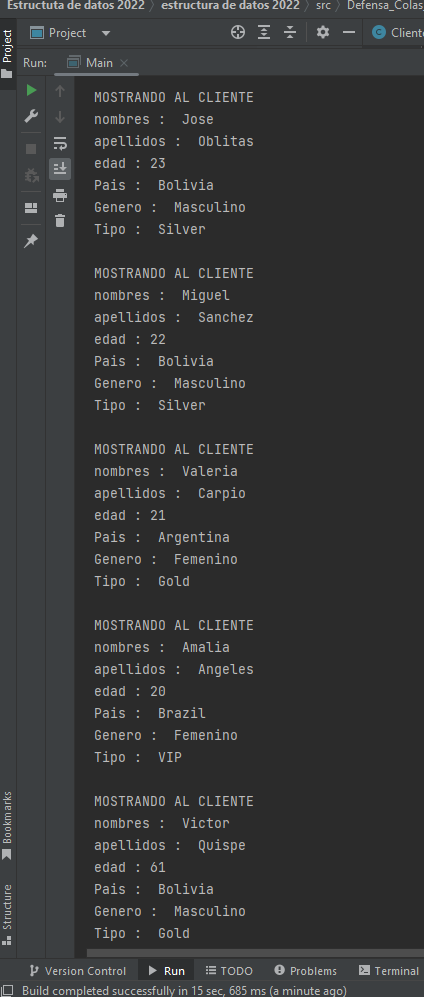 Estructuta de datos 2022 〉 estructura de datos 2022 〉 src 〉 Defensa_Colas
Project
Cliente
Run: Main ×
MOSTRANDO AL CLIENTE
nombres :  Jose
apellidos :  Oblitas
edad : 23
Pais :  Bolivia
Genero :  Masculino
Tipo :  Silver
MOSTRANDO AL CLIENTE
nombres :  Miguel
apellidos :  Sanchez
edad : 22
Pais :  Bolivia
Genero :  Masculino
Tipo :  Silver
MOSTRANDO AL CLIENTE
nombres :  Valeria
apellidos :  Carpio
edad : 21
Pais :  Argentina
Genero :  Femenino
Tipo :  Gold
MOSTRANDO AL CLIENTE
nombres :  Amalia
apellidos :  Angeles
edad : 20
Pais :  Brazil
Genero :  Femenino
Tipo :  VIP
MOSTRANDO AL CLIENTE
nombres :  Victor
apellidos :  Quispe
edad : 61
Pais :  Bolivia
Genero :  Masculino
Tipo :  Gold
Project
Bookmarks
Structure
Version Control Run TODO Problems Terminal
Build completed successfully in 15 sec, 685 ms (a minute ago)